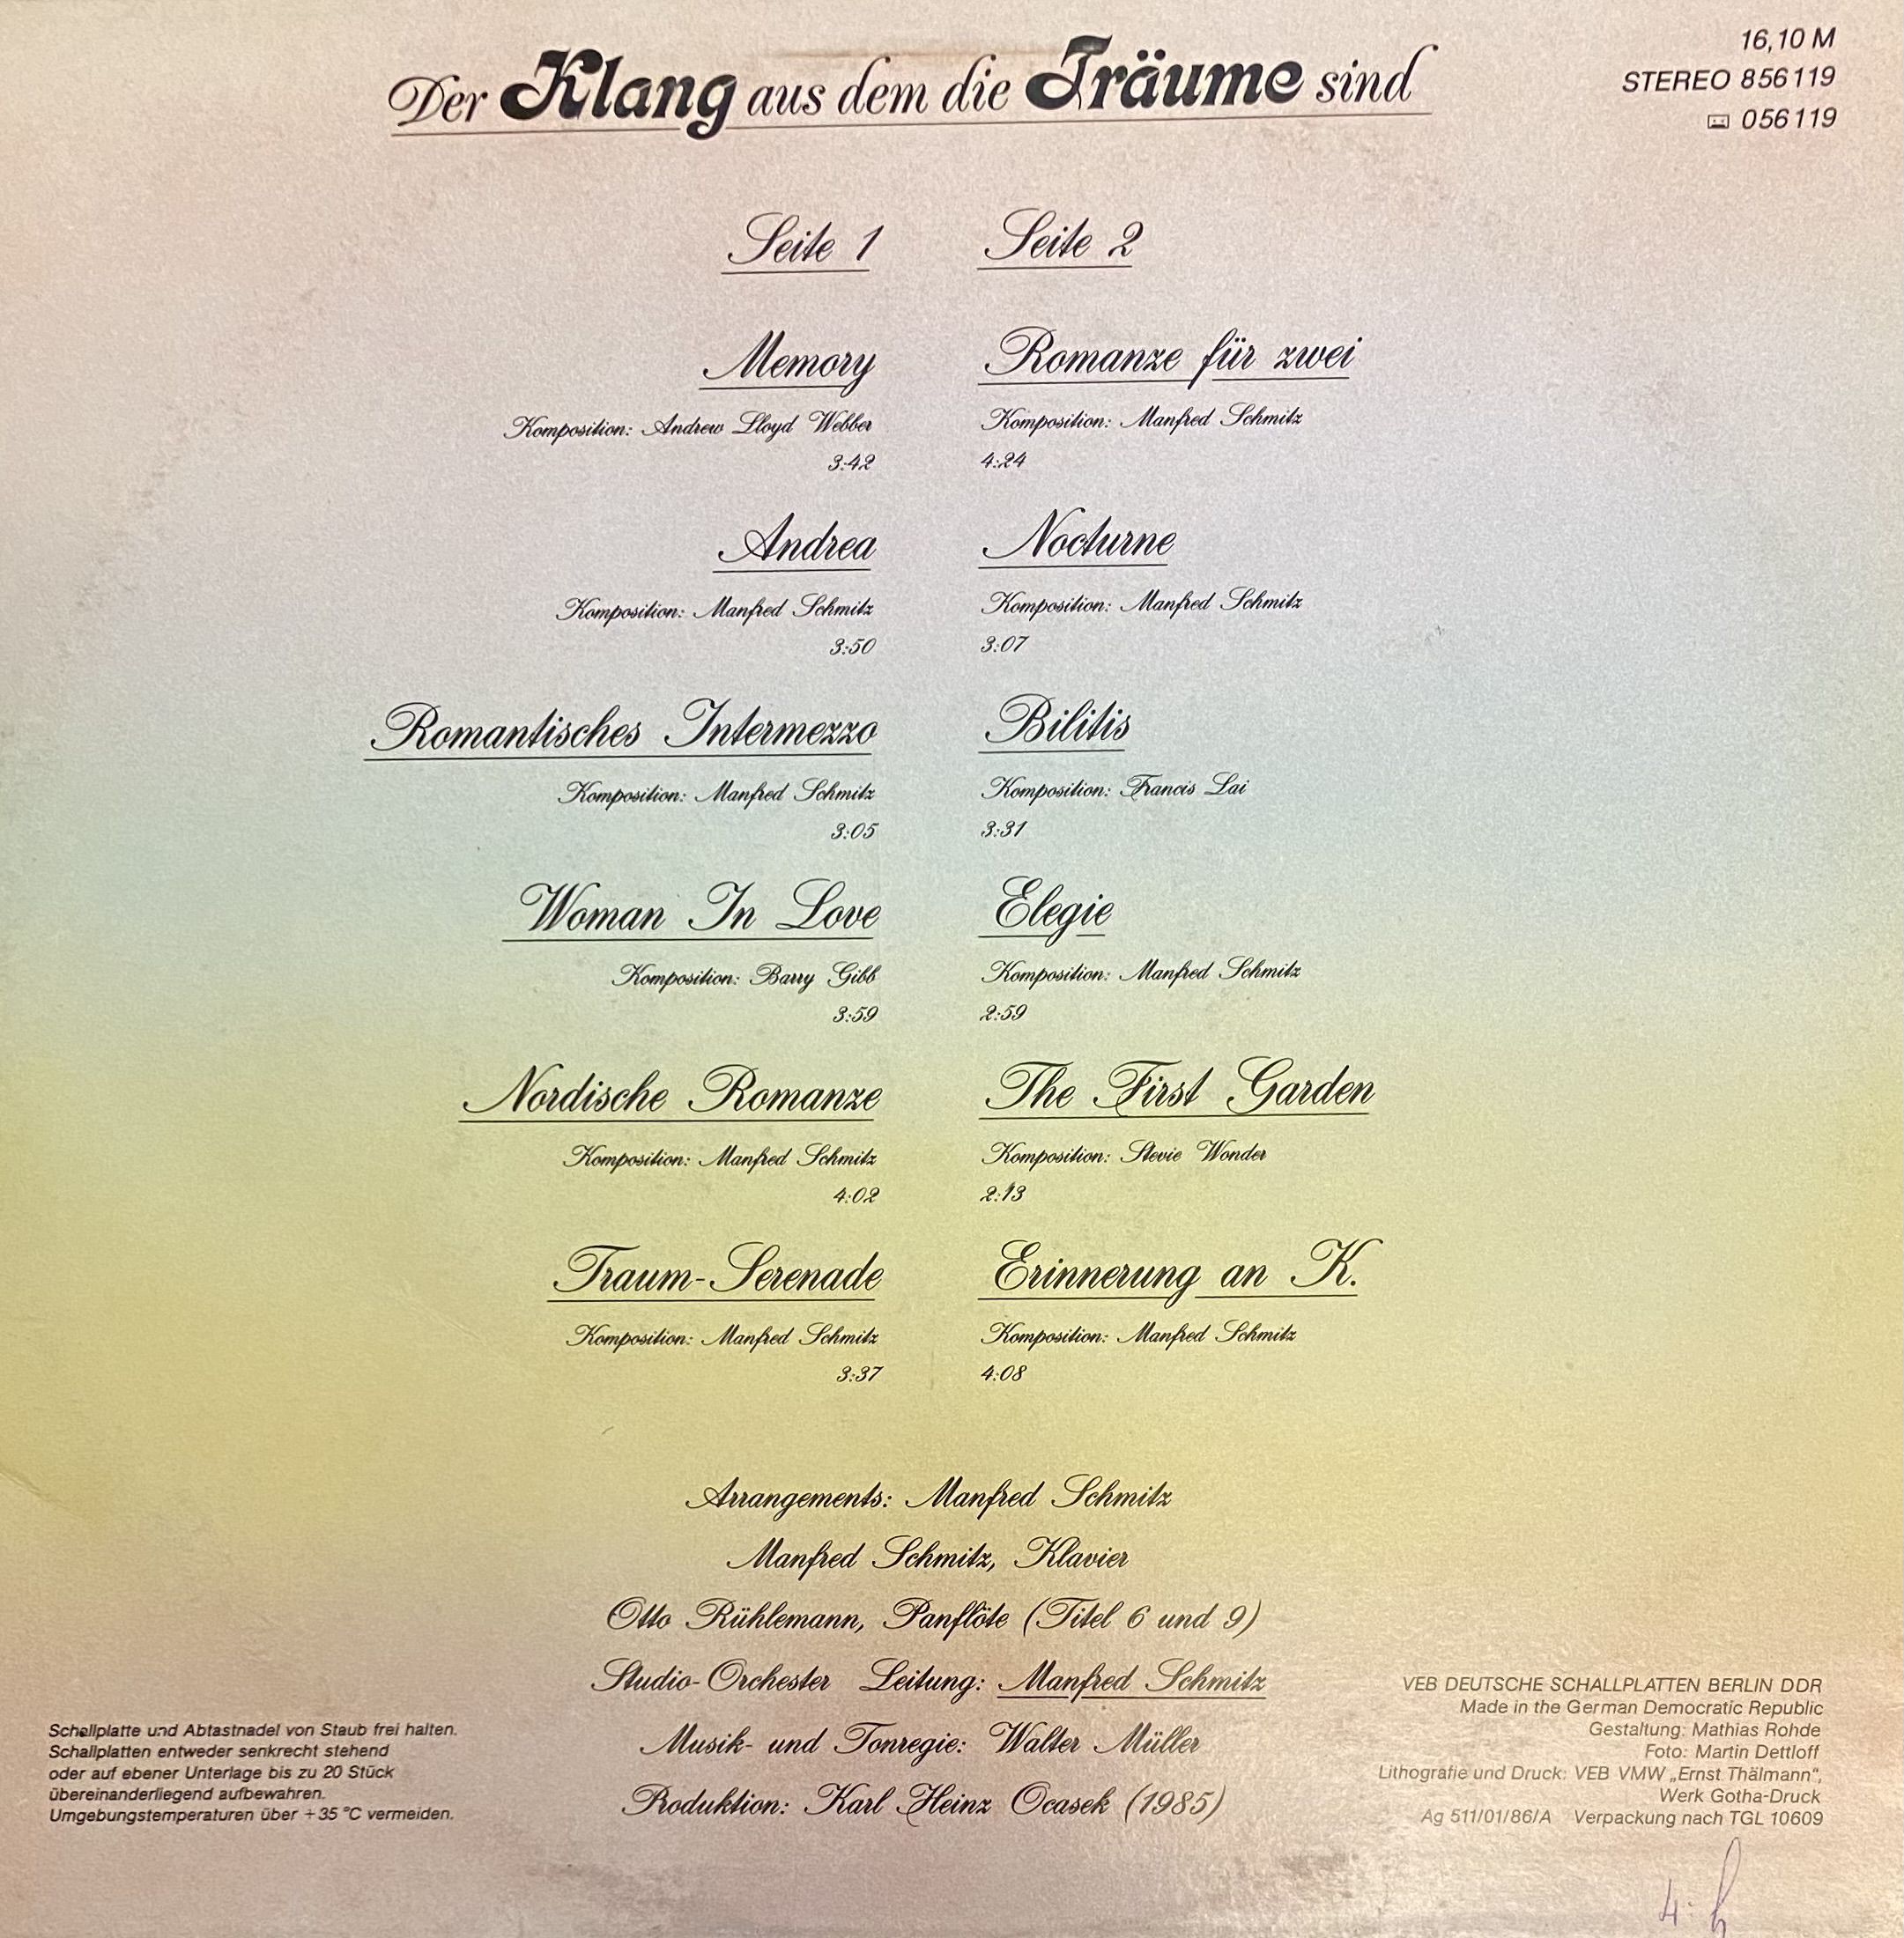 Der Klang aus dem die Träume sind
16,10 M
STEREO 856119
056119
Seite 1
Memory
Komposition: Andrew Lloyd Webber
3:42
Andrea
Komposition: Manfred Schmitz
3:50
Romantisches Intermezzo
Komposition: Manfred Schmitz
3:05
Woman In Love
Komposition: Barry Gibb
3:59
Nordische Romanze
Komposition: Manfred Schmitz
4:02
Traum-Serenade
Komposition: Manfred Schmitz
3:37
Seite 2
Romanze für zwei
Komposition: Manfred Schmitz
4:24
Nocturne
Komposition: Manfred Schmitz
3:07
Bilitis
Komposition: Francis Lai
3:31
Elegie
Komposition: Manfred Schmitz
2:59
The First Garden
Komposition: Stevie Wonder
2:13
Erinnerung an K.
Komposition: Manfred Schmitz
4:08
Arrangements: Manfred Schmitz
Manfred Schmitz, Klavier
Otto Rühlemann, Panflöte (Titel 6 und 9)
Studio-Orchester Leitung: Manfred Schmitz
Musik- und Tonregie: Walter Müller
Produktion: Karl Heinz Ocasek (1985)
Schallplatte und Abtastnadel von Staub frei halten.
Schallplatten entweder senkrecht stehend
oder auf ebener Unterlage bis zu 20 Stück
übereinanderliegend aufbewahren.
Umgebungstemperaturen über +35 °C vermeiden.
VEB DEUTSCHE SCHALLPLATTEN BERLIN DDR
Made in the German Democratic Republic
Gestaltung: Mathias Rohde
Foto: Martin Dettloff
Lithografie und Druck: VEB VMW „Ernst Thälmann“,
Werk Gotha-Druck
Ag 511/01/86/A Verpackung nach TGL 10609